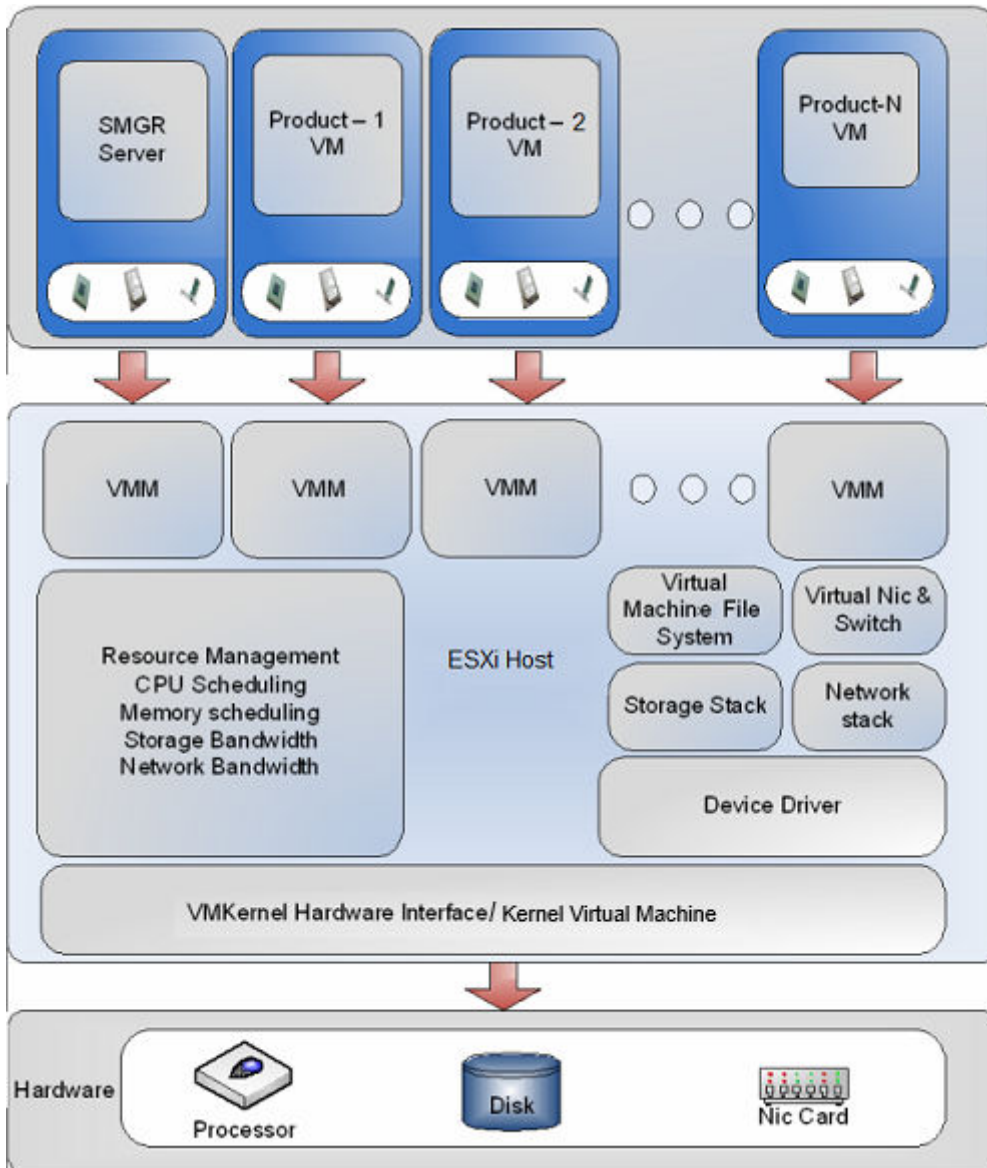 SMGR
Server
Product – 1
VM
Product – 2
VM
Product-N
VM
VMM
VMM
VMM
VMM
Resource Management
CPU Scheduling
Memory scheduling
Storage Bandwidth
Network Bandwidth
ESXi Host
Virtual
Machine File
System
Virtual Nic &
Switch
Storage Stack
Network
stack
Device Driver
VMKernel Hardware Interface/ Kernel Virtual Machine
Hardware
Processor
Disk
Nic Card